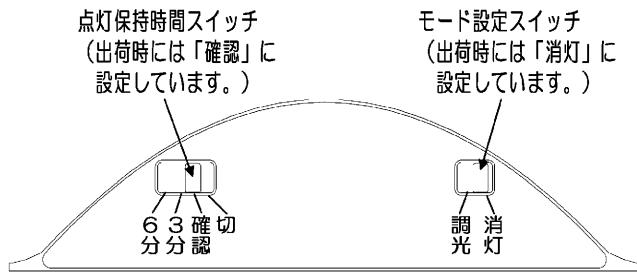 点灯保持時間スイッチ
（出荷時には「確認」に
設定しています。）
モード設定スイッチ
（出荷時には「消灯」に
設定しています。）
6分
3分
確認
切
調光
消灯